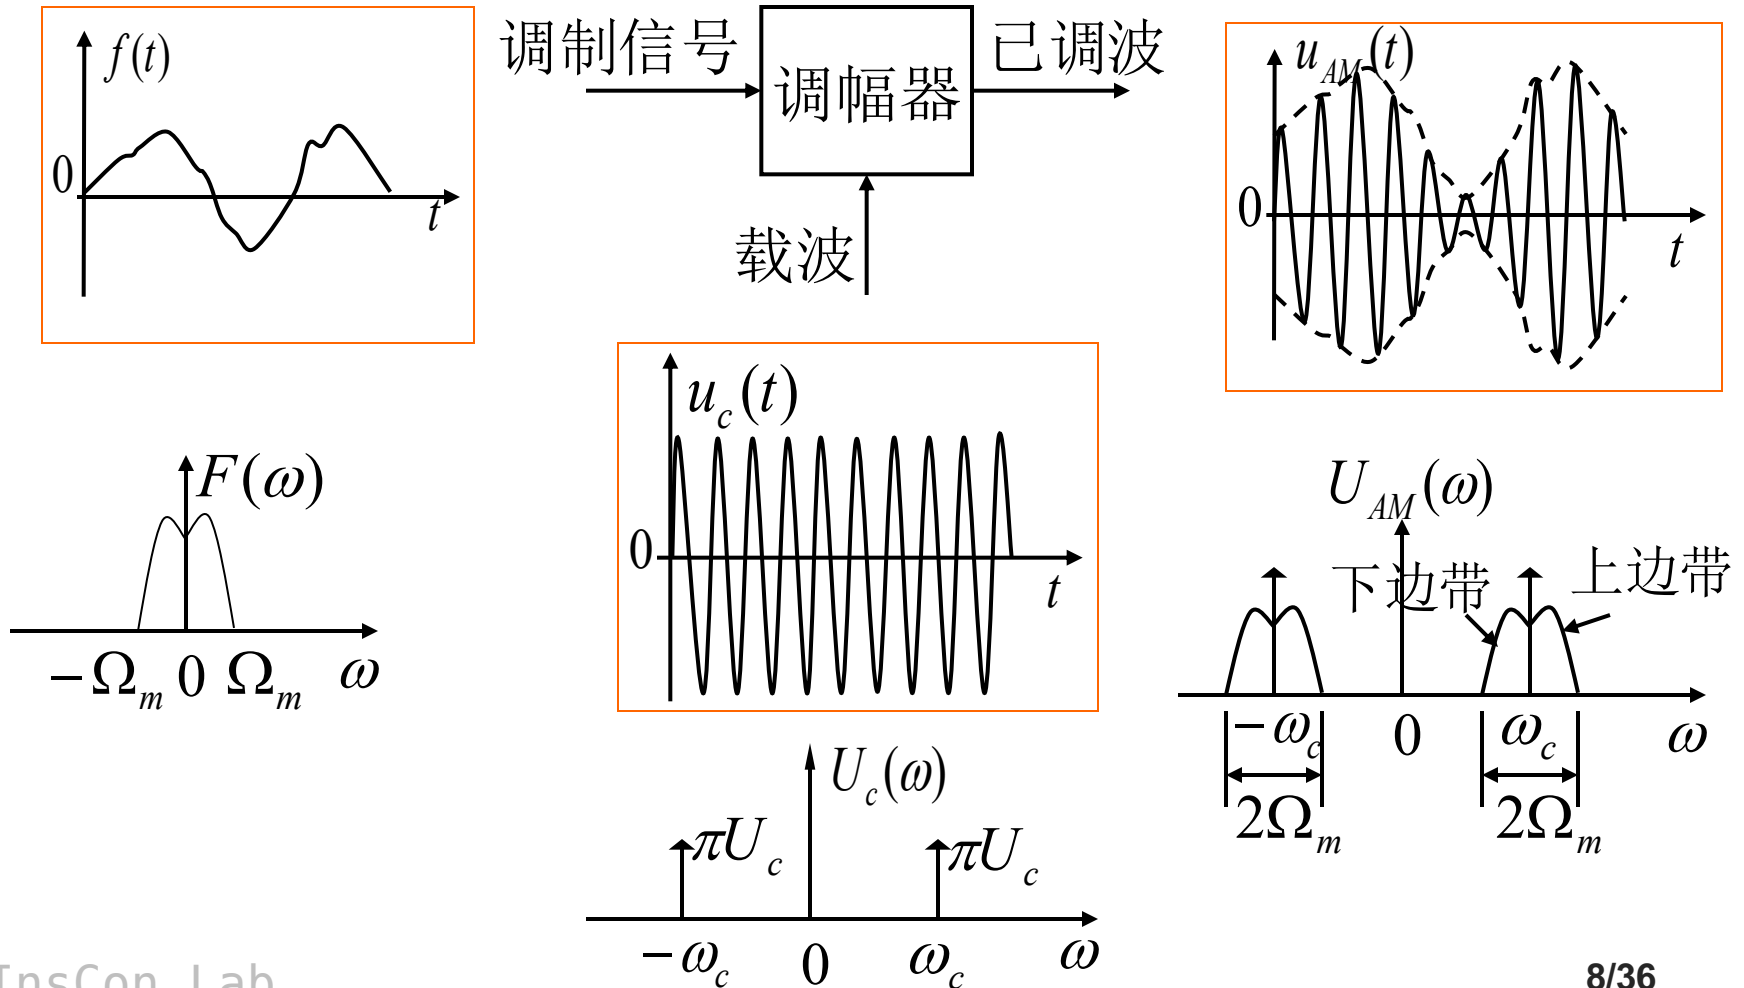 f(t)
0
t
调制信号
调幅器
已调波
载波
u_AM(t)
0
t
u_c(t)
0
t
F(ω)
−Ω_m 0 Ω_m ω
U_c(ω)
πU_c
πU_c
−ω_c 0 ω_c ω
U_AM(ω)
下边带
上边带
−ω_c 0 ω_c ω
2Ω_m
2Ω_m
InsCon Lab
8/36